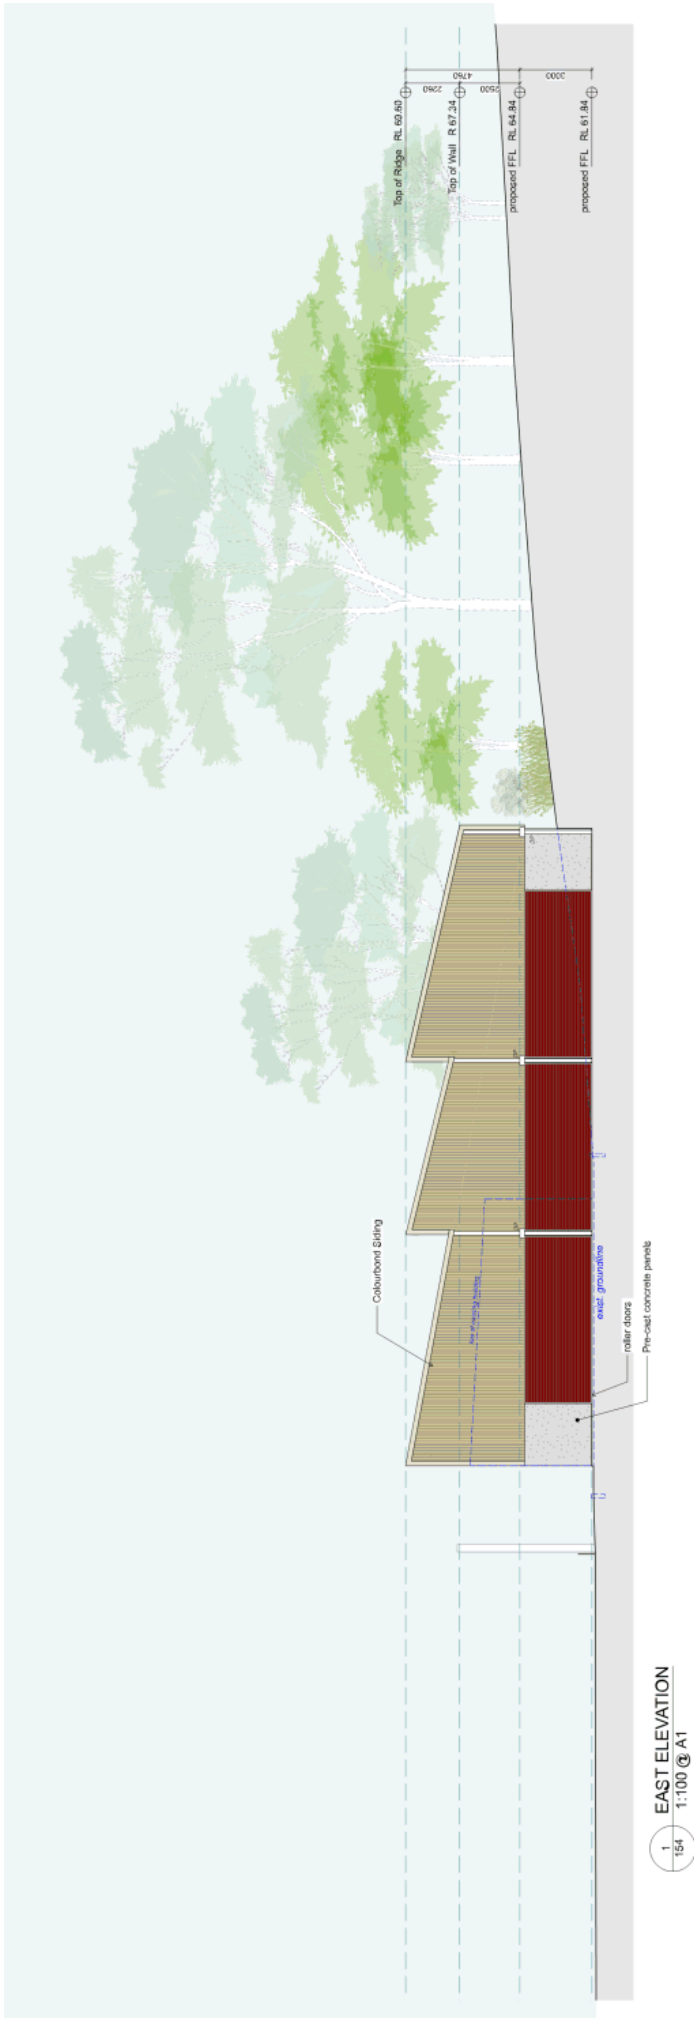 2260
4760
2500
3000
Top of Ridge RL 69.60
Top of Wall R 67.34
proposed FFL RL 64.84
proposed FFL RL 61.84
Colourbond Siding
exist. groundline
roller doors
Pre-cast concrete panels
1
154
EAST ELEVATION
1:100 @ A1